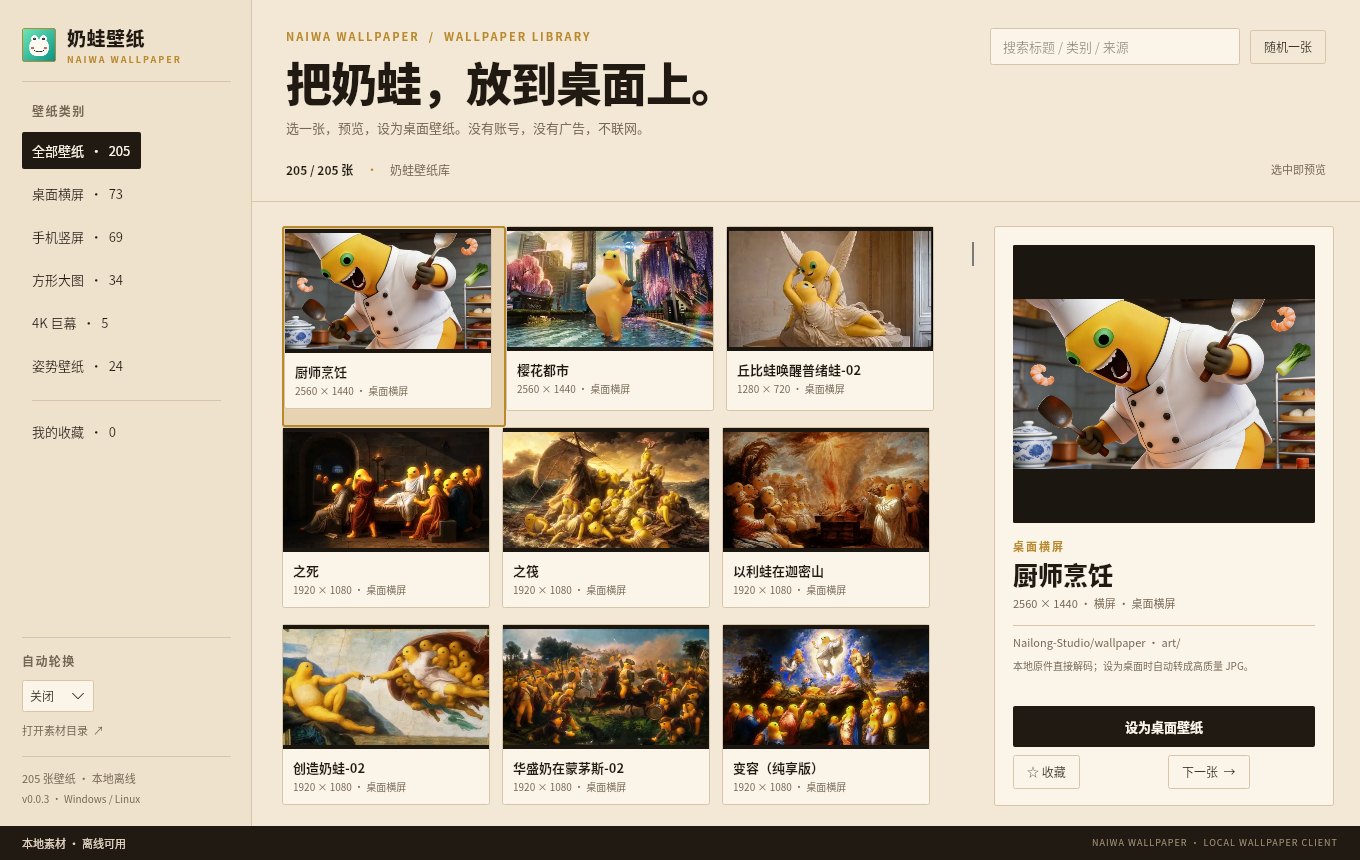 奶蛙壁纸
NAIWA WALLPAPER
壁纸类别
全部壁纸 · 205
桌面横屏 · 73
手机竖屏 · 69
方形大图 · 34
4K 巨幕 · 5
姿势壁纸 · 24
我的收藏 · 0
自动轮换
关闭
打开素材目录 ↗
205 张壁纸 · 本地离线
v0.0.3 · Windows / Linux
NAIWA WALLPAPER / WALLPAPER LIBRARY
把奶蛙，放到桌面上。
选一张，预览，设为桌面壁纸。没有账号，没有广告，不联网。
搜索标题 / 类别 / 来源
随机一张
205 / 205 张 · 奶蛙壁纸库
选中即预览
厨师烹饪
2560 × 1440 · 桌面横屏
樱花都市
2560 × 1440 · 桌面横屏
丘比蛙唤醒普绪蛙-02
1280 × 720 · 桌面横屏
之死
1920 × 1080 · 桌面横屏
之筏
1920 × 1080 · 桌面横屏
以利蛙在迦密山
1920 × 1080 · 桌面横屏
创造奶蛙-02
1920 × 1080 · 桌面横屏
华盛奶在蒙茅斯-02
1920 × 1080 · 桌面横屏
变容（纯享版）
1920 × 1080 · 桌面横屏
桌面横屏
厨师烹饪
2560 × 1440 · 横屏 · 桌面横屏
Nailong-Studio/wallpaper · art/
本地原件直接解码；设为桌面时自动转成高质量 JPG。
设为桌面壁纸
☆ 收藏
下一张 →
本地素材 · 离线可用
NAIWA WALLPAPER · LOCAL WALLPAPER CLIENT